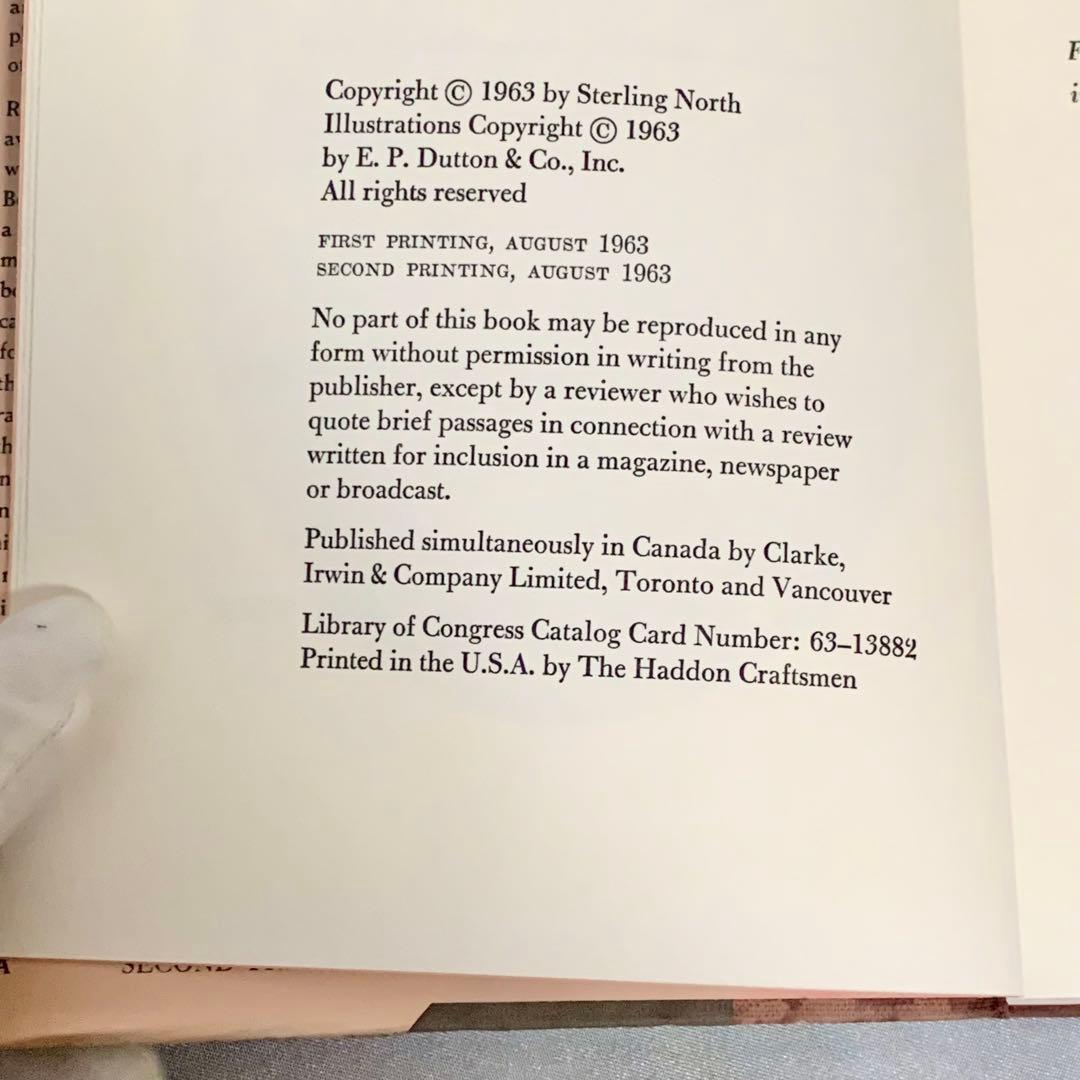 Copyright © 1963 by Sterling North
Illustrations Copyright © 1963
by E. P. Dutton & Co., Inc.
All rights reserved
FIRST PRINTING, AUGUST 1963
SECOND PRINTING, AUGUST 1963
No part of this book may be reproduced in any
form without permission in writing from the
publisher, except by a reviewer who wishes to
quote brief passages in connection with a review
written for inclusion in a magazine, newspaper
or broadcast.
Published simultaneously in Canada by Clarke,
Irwin & Company Limited, Toronto and Vancouver
Library of Congress Catalog Card Number: 63–13882
Printed in the U.S.A. by The Haddon Craftsmen
SECOND